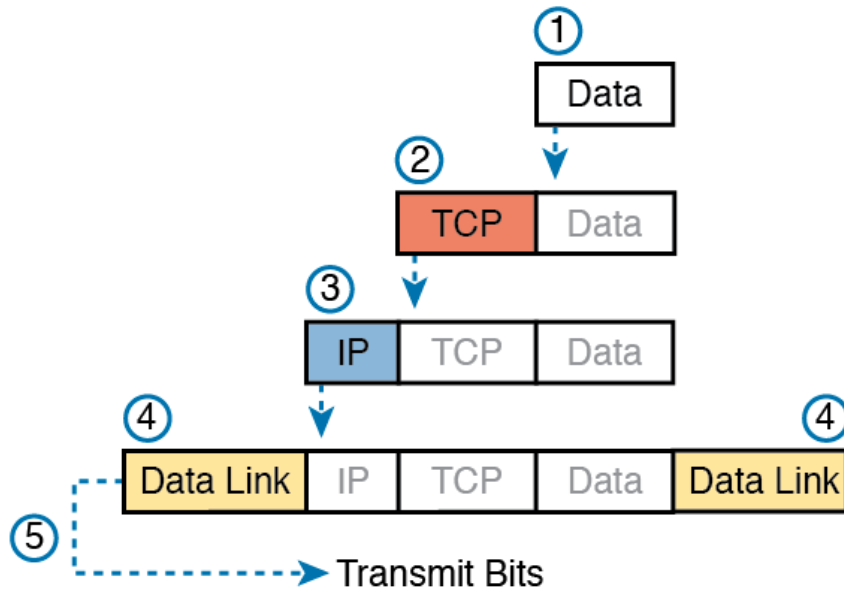 1
Data
2
TCP Data
3
IP TCP Data
4 4
Data Link IP TCP Data Data Link
5
Transmit Bits